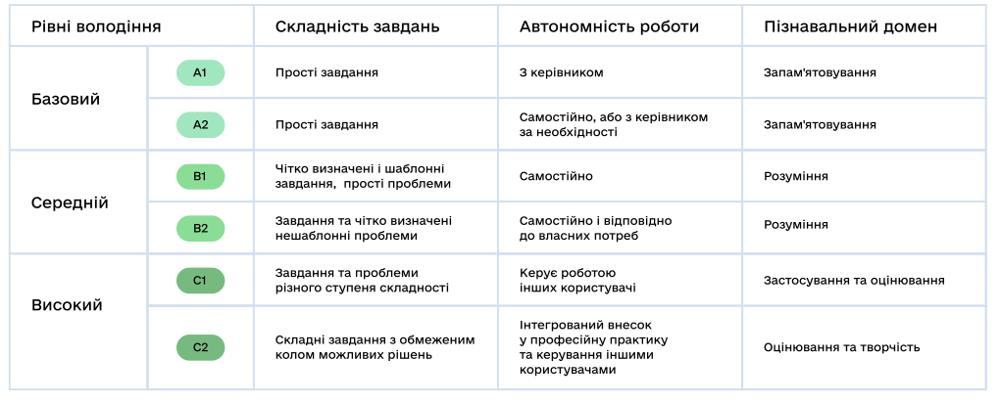 Рівні володіння
Складність завдань
Автономність роботи
Пізнавальний домен
Базовий
A1
Прості завдання
З керівником
Запам'ятовування
A2
Прості завдання
Самостійно, або з керівником
за необхідності
Запам'ятовування
Середній
B1
Чітко визначені і шаблонні
завдання, прості проблеми
Самостійно
Розуміння
B2
Завдання та чітко визначені
нешаблонні проблеми
Самостійно і відповідно
до власних потреб
Розуміння
Високий
C1
Завдання та проблеми
різного ступеня складності
Керує роботою
інших користувачі
Застосування та оцінювання
C2
Складні завдання з обмеженим
колом можливих рішень
Інтегрований внесок
у професійну практику
та керування іншими
користувачами
Оцінювання та творчість